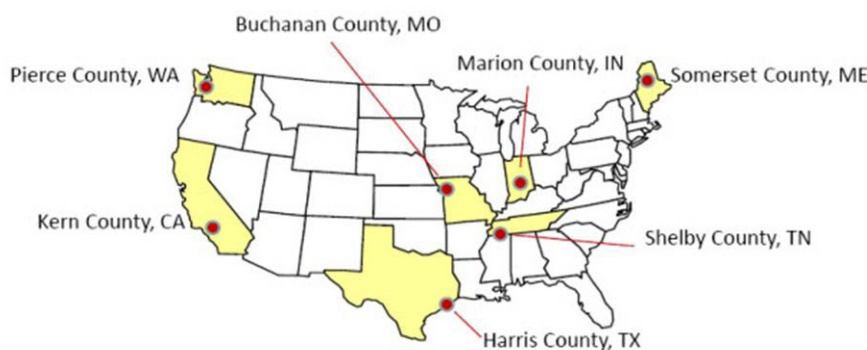 Buchanan County, MO
Marion County, IN
Pierce County, WA
Somerset County, ME
Kern County, CA
Shelby County, TN
Harris County, TX